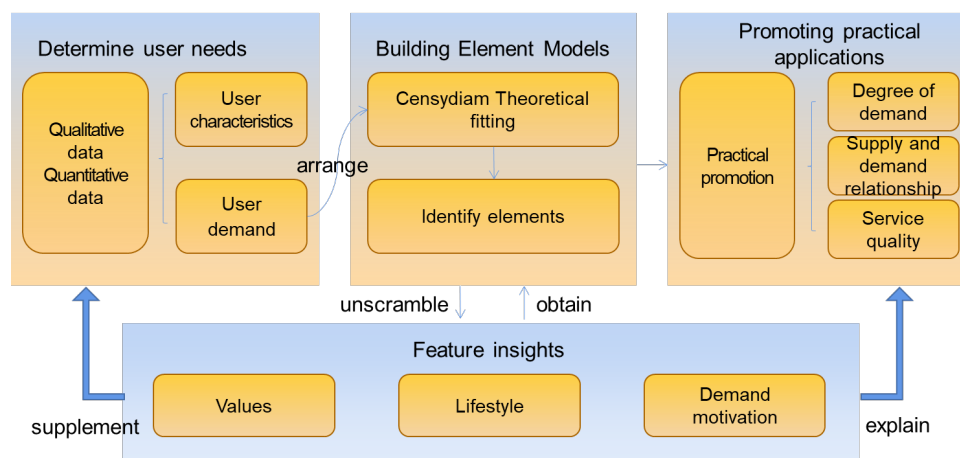 Determine user needs
Qualitative
data
Quantitative
data
User
characteristics
User
demand
arrange
Building Element Models
Censydiam Theoretical
fitting
Identify elements
Promoting practical
applications
Practical
promotion
Degree of
demand
Supply and
demand
relationship
Service
quality
unscramble
obtain
Feature insights
Values
Lifestyle
Demand
motivation
supplement
explain